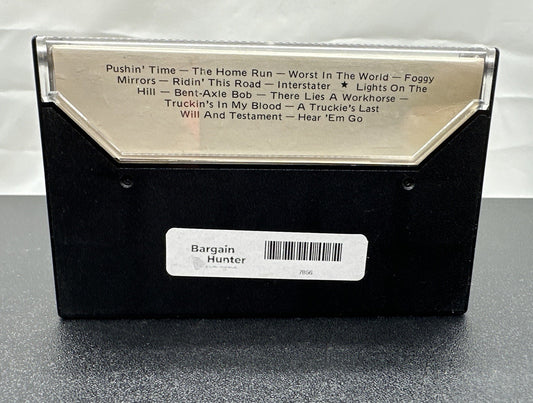 Pushin' Time — The Home Run — Worst In The World — Foggy
Mirrors — Ridin' This Road — Interstater ★ Lights On The
Hill — Bent-Axle Bob — There Lies A Workhorse —
Truckin's In My Blood — A Truckie's Last
Will And Testament — Hear 'Em Go
Bargain
Hunter
7856